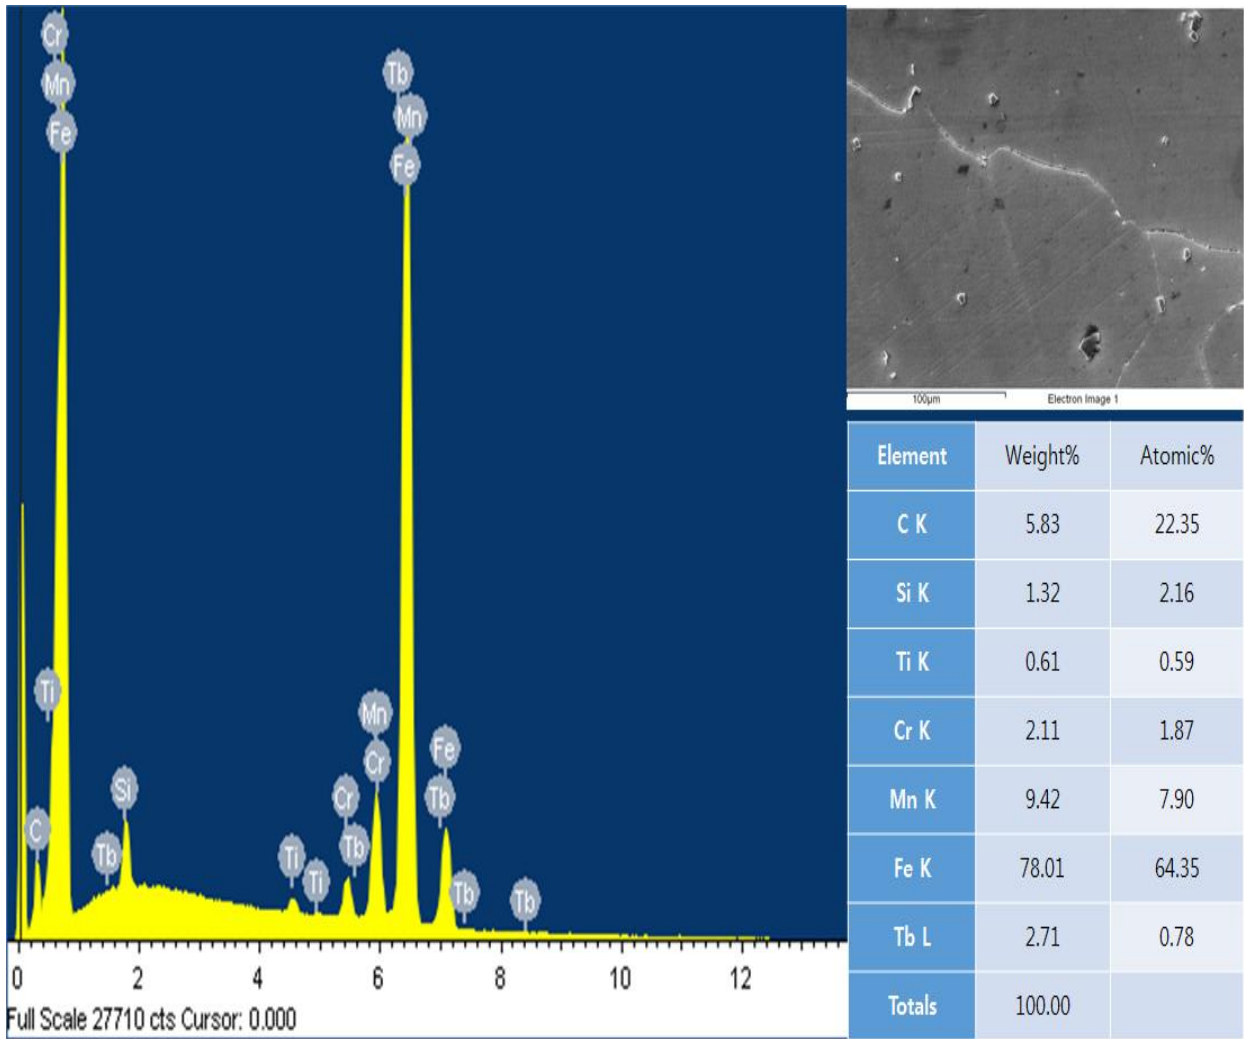 Cr
Mn
Fe
Tb
Mn
Fe
Ti
C
Tb
Si
Ti
Ti
Cr
Tb
Mn
Cr
Fe
Tb
Tb
Tb
0 2 4 6 8 10 12
Full Scale 27710 cts Cursor: 0.000
100µm Electron Image 1
Element Weight% Atomic%
C K 5.83 22.35
Si K 1.32 2.16
Ti K 0.61 0.59
Cr K 2.11 1.87
Mn K 9.42 7.90
Fe K 78.01 64.35
Tb L 2.71 0.78
Totals 100.00